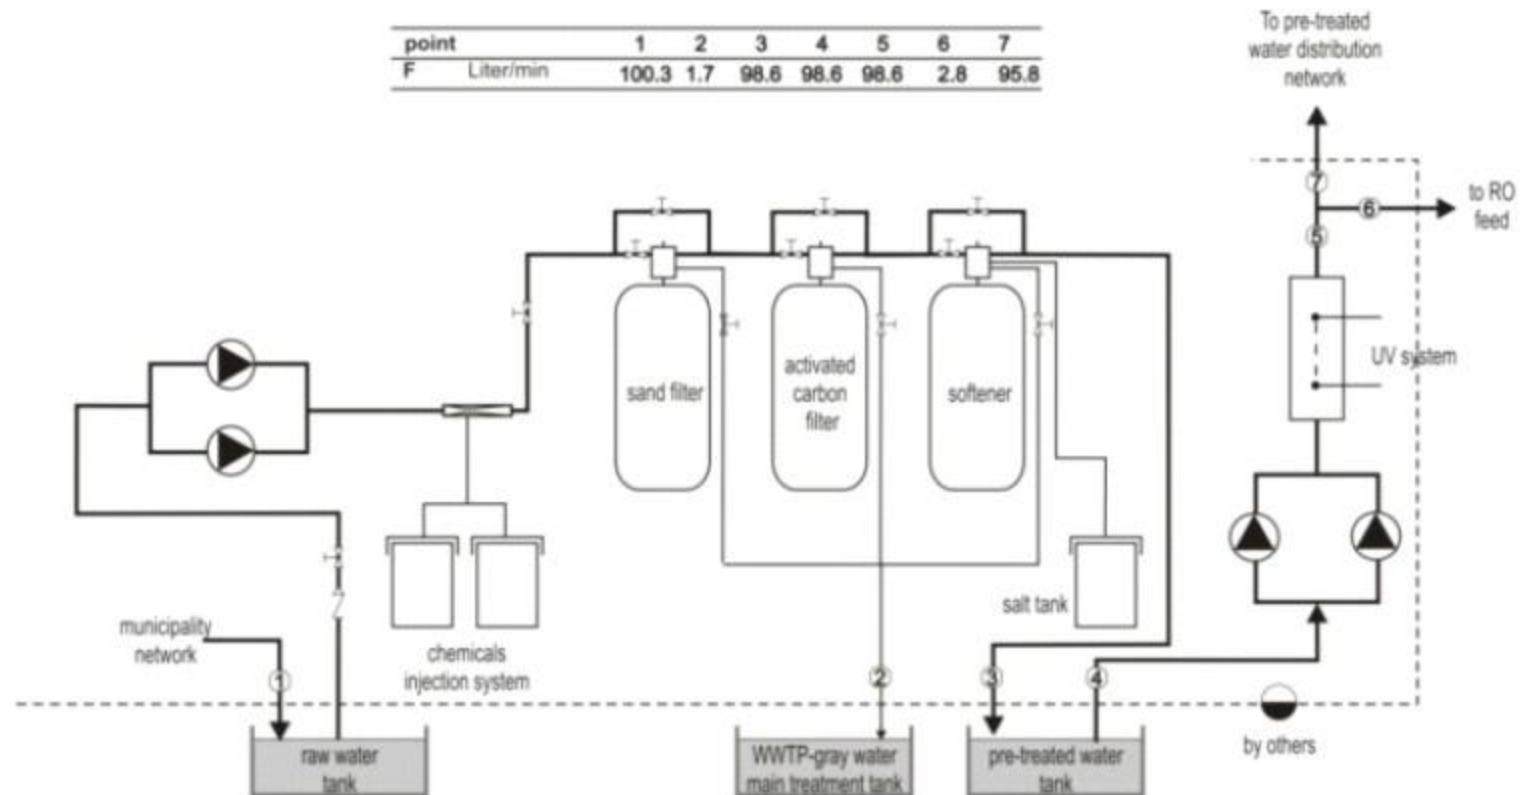 point 1 2 3 4 5 6 7
F Liter/min 100.3 1.7 98.6 98.6 98.6 2.8 95.8
To pre-treated
water distribution
network
7
to RO
feed
6
5
UV system
sand filter
activated
carbon
filter
softener
salt tank
municipality
network
chemicals
injection system
1
2
3
4
by others
raw water
tank
WWTP-gray water
main treatment tank
pre-treated water
tank